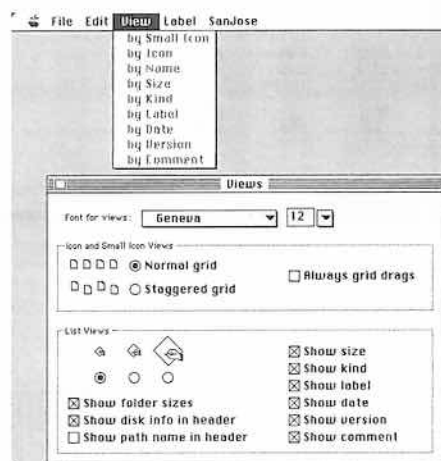 File Edit View Label SanJose
by Small Icon
by Icon
by Name
by Size
by Kind
by Label
by Date
by Version
by Comment
Views
Font for views: Geneva 12
Icon and Small Icon Views
Normal grid
Always grid drags
Staggered grid
List Views
Show size
Show kind
Show label
Show folder sizes
Show date
Show disk info in header
Show version
Show path name in header
Show comment